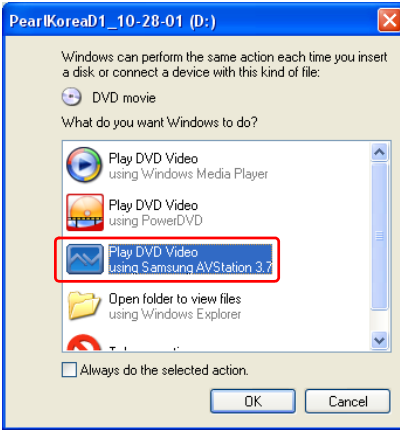 PearlKoreaD1_10-28-01 (D:)
Windows can perform the same action each time you insert
a disk or connect a device with this kind of file:
DVD movie
What do you want Windows to do?
Play DVD Video
using Windows Media Player
Play DVD Video
using PowerDVD
Play DVD Video
using Samsung AVStation 3.7
Open folder to view files
using Windows Explorer
Always do the selected action.
OK Cancel